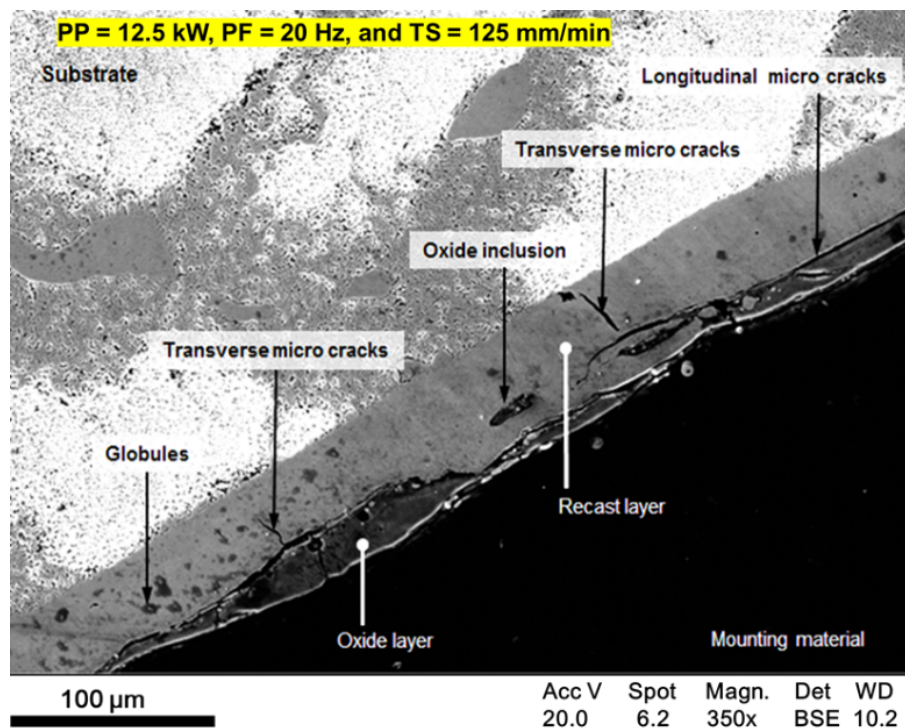 PP = 12.5 kW, PF = 20 Hz, and TS = 125 mm/min
Substrate
Longitudinal micro cracks
Transverse micro cracks
Oxide inclusion
Transverse micro cracks
Globules
Recast layer
Oxide layer
Mounting material
100 µm
Acc V Spot Magn. Det WD
20.0 6.2 350x BSE 10.2